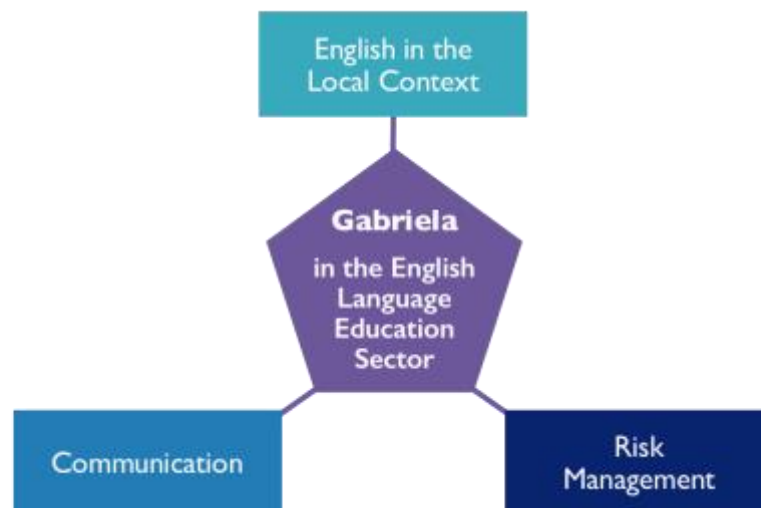 English in the
Local Context
Gabriela
in the English
Language
Education
Sector
Communication
Risk
Management